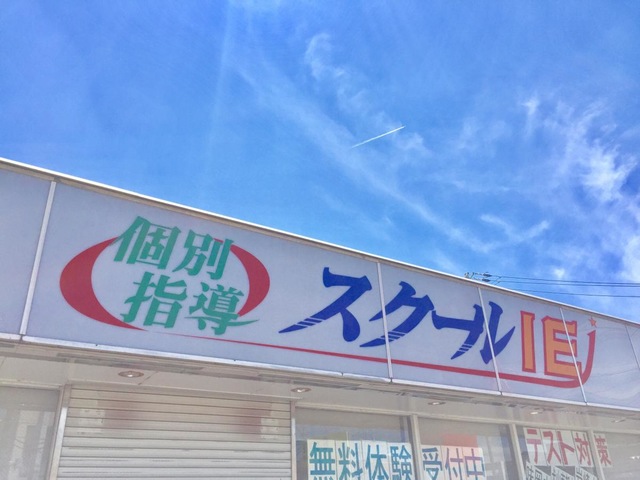 個別
指導
スクールIE
無料体験受付中
テスト対策